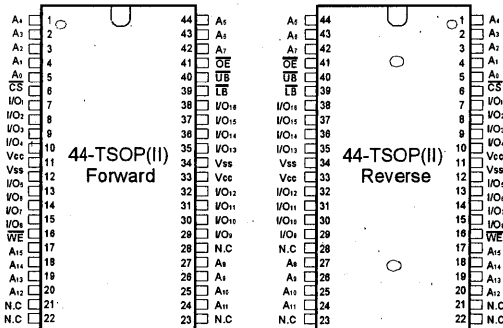 A4
A3
A2
A1
A0
CS
I/O1
I/O2
I/O3
I/O4
Vcc
Vss
I/O5
I/O6
I/O7
I/O8
WE
A15
A14
A13
A12
N.C
N.C
1
2
3
4
5
6
7
8
9
10
11
12
13
14
15
16
17
18
19
20
21
22
44-TSOP(II)
Forward
44
43
42
41
40
39
38
37
36
35
34
33
32
31
30
29
28
27
26
25
24
23
A5
A6
A7
OE
UB
LB
I/O16
I/O15
I/O14
I/O13
Vss
Vcc
I/O12
I/O11
I/O10
I/O9
N.C
A8
A9
A10
A11
N.C
A5
A6
A7
OE
UB
LB
I/O16
I/O15
I/O14
I/O13
Vss
Vcc
I/O12
I/O11
I/O10
I/O9
N.C
A8
A9
A10
A11
N.C
44
43
42
41
40
39
38
37
36
35
34
33
32
31
30
29
28
27
26
25
24
23
44-TSOP(II)
Reverse
1
2
3
4
5
6
7
8
9
10
11
12
13
14
15
16
17
18
19
20
21
22
A4
A3
A2
A1
A0
CS
I/O1
I/O2
I/O3
I/O4
Vcc
Vss
I/O5
I/O6
I/O7
I/O8
WE
A15
A14
A13
A12
N.C
N.C